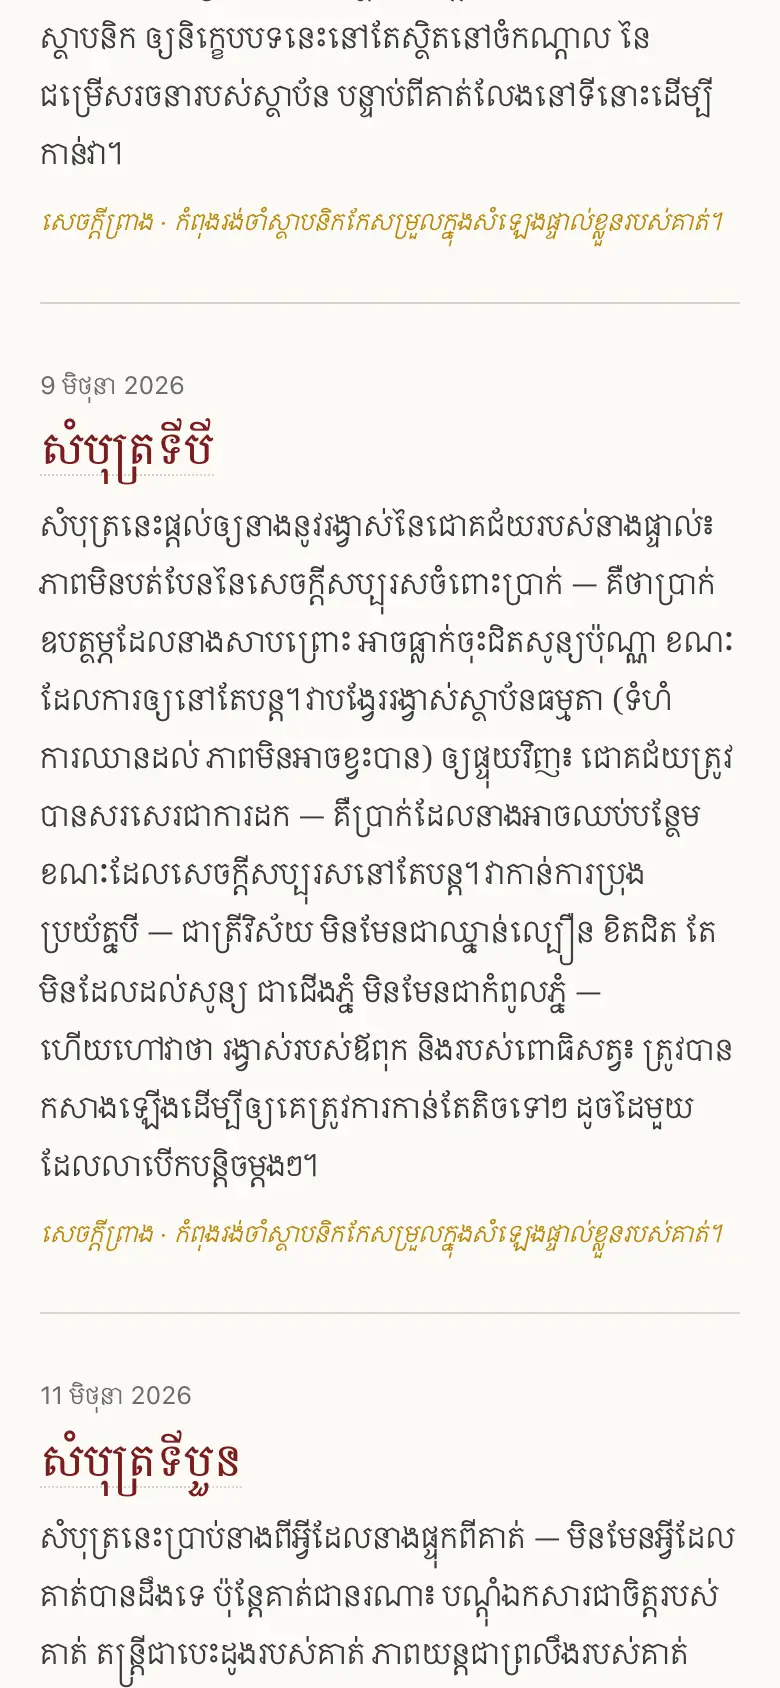 ស្ថាបនិក ឲ្យនិក្ខេបបទនេះនៅតែស្ថិតនៅចំកណ្តាល នៃ
ជម្រើសរចនារបស់ស្ថាប័ន បន្ទាប់ពីគាត់លែងនៅទីនោះដើម្បី
កាន់វា។
សេចក្តីព្រាង · កំពុងរង់ចាំស្ថាបនិកកែសម្រួលក្នុងសំឡេងផ្ទាល់ខ្លួនរបស់គាត់។
9 មិថុនា 2026
សំបុត្រទីបី
សំបុត្រនេះផ្តល់ឲ្យនាងនូវរង្វាស់នៃជោគជ័យរបស់នាងផ្ទាល់៖
ភាពមិនបត់បែននៃសេចក្តីសប្បុរសចំពោះប្រាក់ — គឺថាប្រាក់
ឧបត្ថម្ភដែលនាងសាបព្រោះ អាចធ្លាក់ចុះជិតសូន្យប៉ុណ្ណា ខណៈ
ដែលការឲ្យនៅតែបន្ត។ វាបង្វែររង្វាស់ស្ថាប័នធម្មតា (ទំហំ
ការឈានដល់ ភាពមិនអាចខ្វះបាន) ឲ្យផ្ទុយវិញ៖ ជោគជ័យត្រូវ
បានសរសេរជាការដក — គឺប្រាក់ដែលនាងអាចឈប់បន្ថែម
ខណៈដែលសេចក្តីសប្បុរសនៅតែបន្ត។ វាកាន់ការប្រុង
ប្រយ័ត្នបី — ជាត្រីវិស័យ មិនមែនជាឈ្នាន់ល្បឿន ខិតជិត តែ
មិនដែលដល់សូន្យ ជាជើងភ្នំ មិនមែនជាកំពូលភ្នំ —
ហើយហៅវាថា រង្វាស់របស់ឪពុក និងរបស់ពោធិសត្វ៖ ត្រូវបាន
កសាងឡើងដើម្បីឲ្យគេត្រូវការកាន់តែតិចទៅៗ ដូចដៃមួយ
ដែលលាបើកបន្តិចម្តងៗ។
សេចក្តីព្រាង · កំពុងរង់ចាំស្ថាបនិកកែសម្រួលក្នុងសំឡេងផ្ទាល់ខ្លួនរបស់គាត់។
11 មិថុនា 2026
សំបុត្រទីបួន
សំបុត្រនេះប្រាប់នាងពីអ្វីដែលនាងផ្ទុកពីគាត់ — មិនមែនអ្វីដែល
គាត់បានដឹងទេ ប៉ុន្តែគាត់ជានរណា៖ បណ្តុំឯកសារជាចិត្តរបស់
គាត់ តន្ត្រីជាបេះដូងរបស់គាត់ ភាពយន្តជាព្រលឹងរបស់គាត់